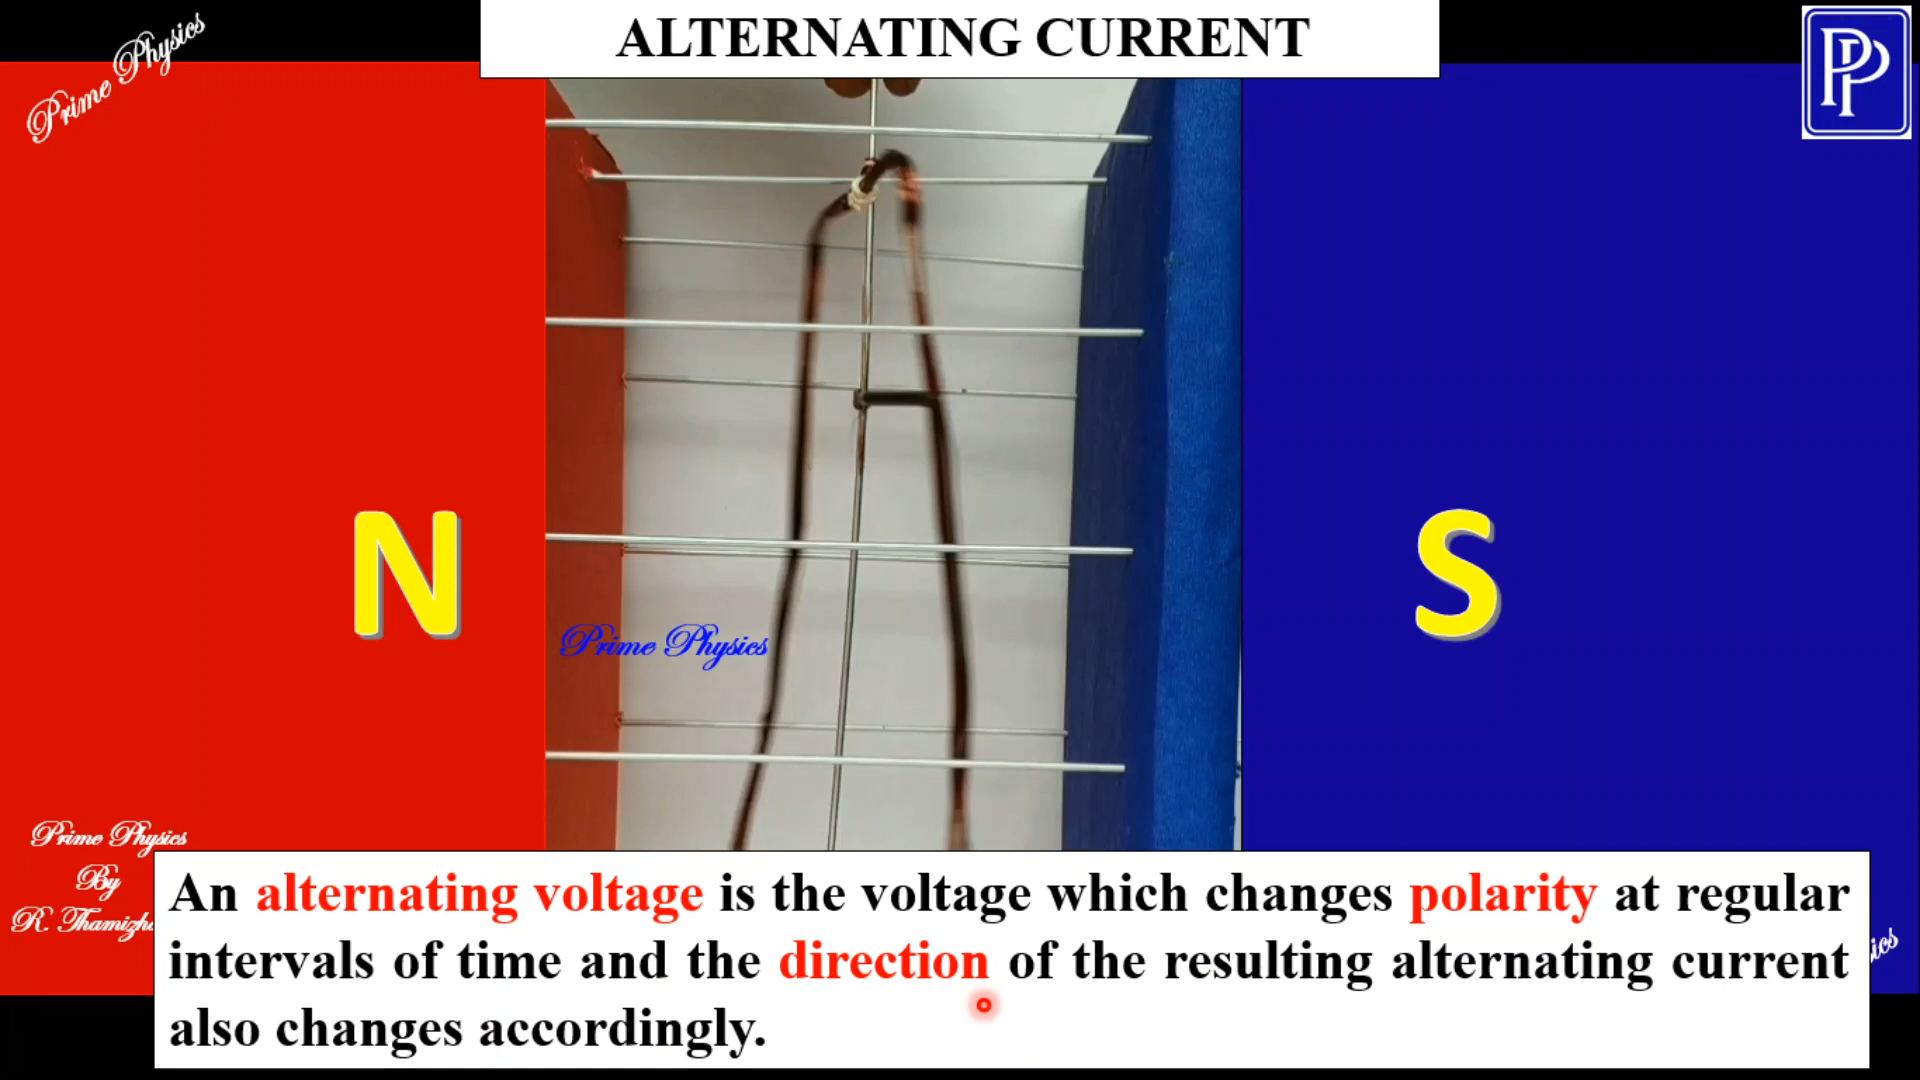 ALTERNATING CURRENT
Prime Physics
PP
N
S
Prime Physics
Prime Physics
By
R.
An alternating voltage is the voltage which changes polarity at regular
intervals of time and the direction of the resulting alternating current
also changes accordingly.